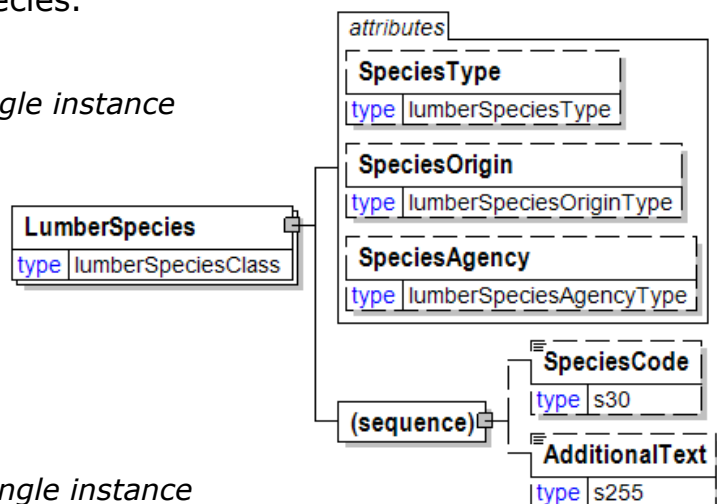 ecies.
attributes
SpeciesType
type lumberSpeciesType
ngle instance
SpeciesOrigin
type lumberSpeciesOriginType
LumberSpecies
type lumberSpeciesClass
SpeciesAgency
type lumberSpeciesAgencyType
SpeciesCode
type s30
(sequence)
AdditionalText
type s255
ngle instance